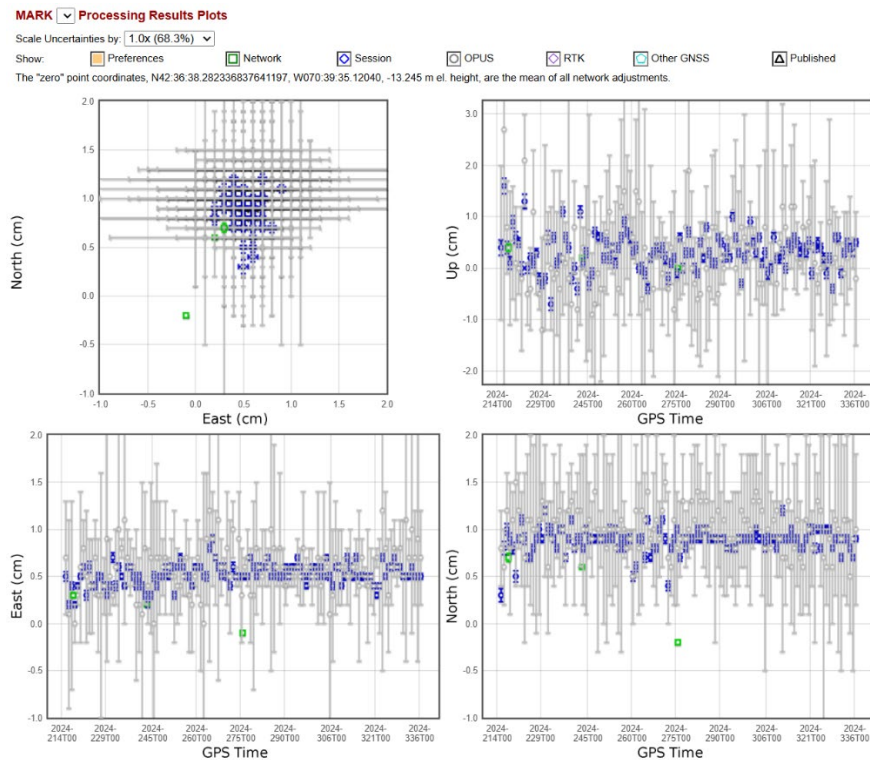 MARK Processing Results Plots
Scale Uncertainties by: 1.0x (68.3%)
Show: Preferences Network Session OPUS RTK Other GNSS Published
The "zero" point coordinates, N42:36:38.282336837641197, W070:39:35.12040, -13.245 m el. height, are the mean of all network adjustments.
2.0
1.5
1.0
0.5
0.0
-0.5
-1.0
North (cm)
-1.0 -0.5 0.0 0.5 1.0 1.5 2.0
East (cm)
3.0
2.0
1.0
0.0
-1.0
-2.0
Up (cm)
2024- 2024- 2024- 2024- 2024- 2024- 2024- 2024- 2024-
214T00 229T00 245T00 260T00 275T00 290T00 306T00 321T00 336T00
GPS Time
2.0
1.5
1.0
0.5
0.0
-0.5
-1.0
East (cm)
2024- 2024- 2024- 2024- 2024- 2024- 2024- 2024- 2024-
214T00 229T00 245T00 260T00 275T00 290T00 306T00 321T00 336T00
GPS Time
2.0
1.5
1.0
0.5
0.0
-0.5
-1.0
North (cm)
2024- 2024- 2024- 2024- 2024- 2024- 2024- 2024- 2024-
214T00 229T00 245T00 260T00 275T00 290T00 306T00 321T00 336T00
GPS Time